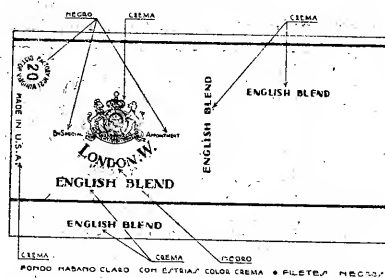 NEGRO
CREMA
CREMA
20
MADE IN U.S.A.
By Special Appointment
LONDON.W.
ENGLISH BLEND
ENGLISH BLEND
ENGLISH BLEND
ENGLISH BLEND
CREMA
CREMA
NEGRO
FONDO HABANO CLARO CON ESTRIAS COLOR CREMA • FILETES NEGROS